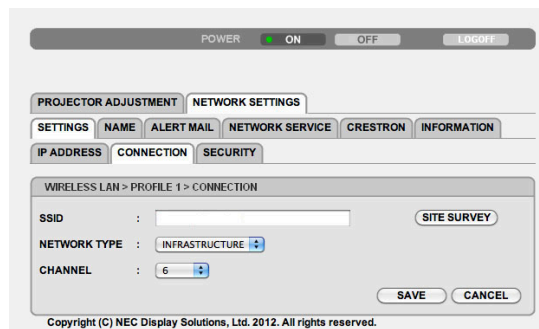 POWER ON OFF LOGOFF
PROJECTOR ADJUSTMENT NETWORK SETTINGS
SETTINGS NAME ALERT MAIL NETWORK SERVICE CRESTRON INFORMATION
IP ADDRESS CONNECTION SECURITY
WIRELESS LAN > PROFILE 1 > CONNECTION
SSID : SITE SURVEY
NETWORK TYPE : INFRASTRUCTURE
CHANNEL : 6
SAVE CANCEL
Copyright (C) NEC Display Solutions, Ltd. 2012. All rights reserved.